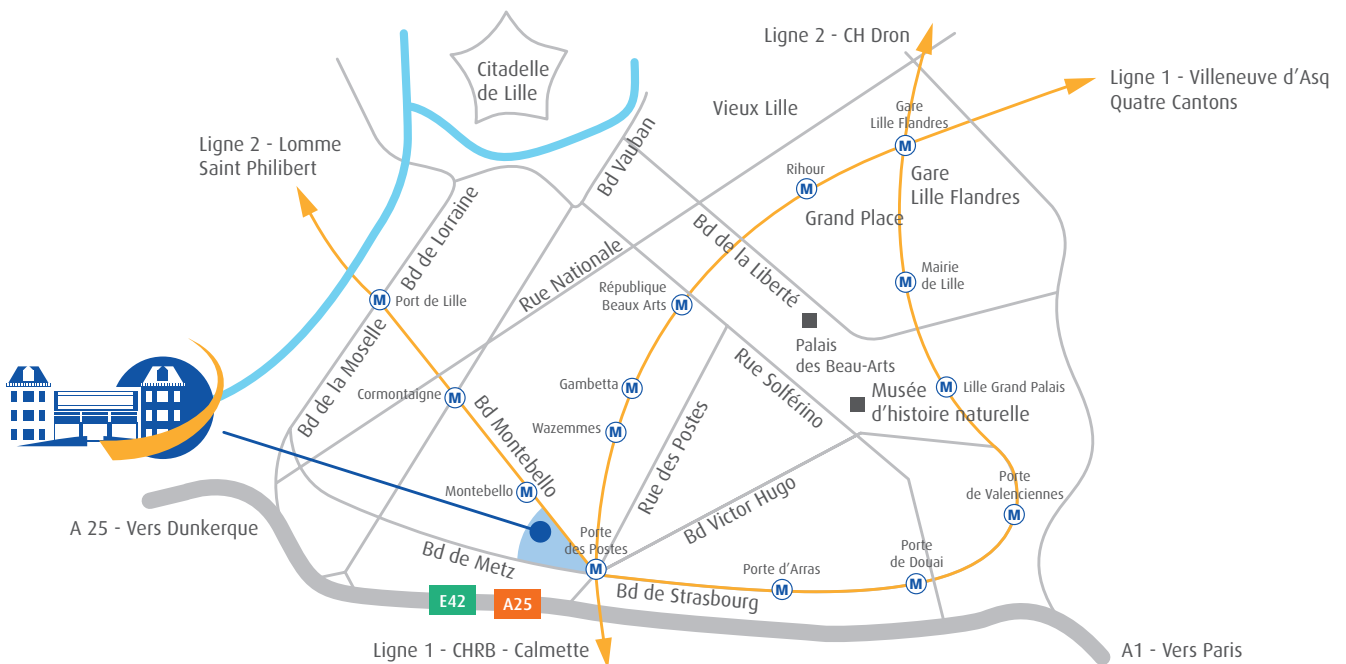 Ligne 2 - CH Dron
Citadelle
de Lille
Ligne 1 - Villeneuve d'Asq
Quatre Cantons
Vieux Lille
Gare
Lille Flandres
M
Bd Vauban
Ligne 2 - Lomme
Saint Philibert
Rihour
M
Gare
Lille Flandres
Grand Place
Bd de Lorraine
Rue Nationale
Bd de la Liberté
Mairie
de Lille
M
République
Beaux Arts
M
M
Port de Lille
Palais
des Beau-Arts
Bd de la Moselle
Rue Solférino
Gambetta
M
M
Lille Grand Palais
Cormontaigne
M
Musée
d'histoire naturelle
Bd Montebello
Wazemmes
M
Rue des Postes
Montebello
M
Bd Victor Hugo
Porte
de Valenciennes
M
A 25 - Vers Dunkerque
Porte
des Postes
M
Bd de Metz
Porte d'Arras
M
Porte
de Douai
M
Bd de Strasbourg
E42
A25
Ligne 1 - CHRB - Calmette
A1 - Vers Paris